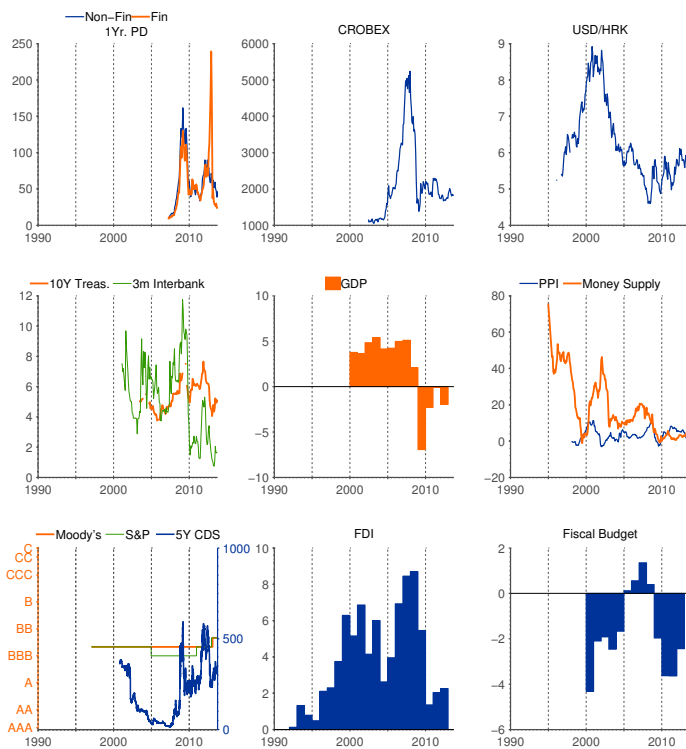 Non−Fin Fin
1Yr. PD
250
200
150
100
50
0
1990 2000 2010
CROBEX
6000
5000
4000
3000
2000
1000
1990 2000 2010
USD/HRK
9
8
7
6
5
4
1990 2000 2010
10Y Treas. 3m Interbank
12
10
8
6
4
2
0
1990 2000 2010
GDP
10
5
0
−5
−10
1990 2000 2010
PPI Money Supply
80
60
40
20
0
−20
1990 2000 2010
Moody's S&P 5Y CDS
C
CC
CCC
B
BB
BBB
A
AA
AAA
1000
500
0
1990 2000 2010
FDI
10
8
6
4
2
0
1990 2000 2010
Fiscal Budget
2
0
−2
−4
−6
1990 2000 2010